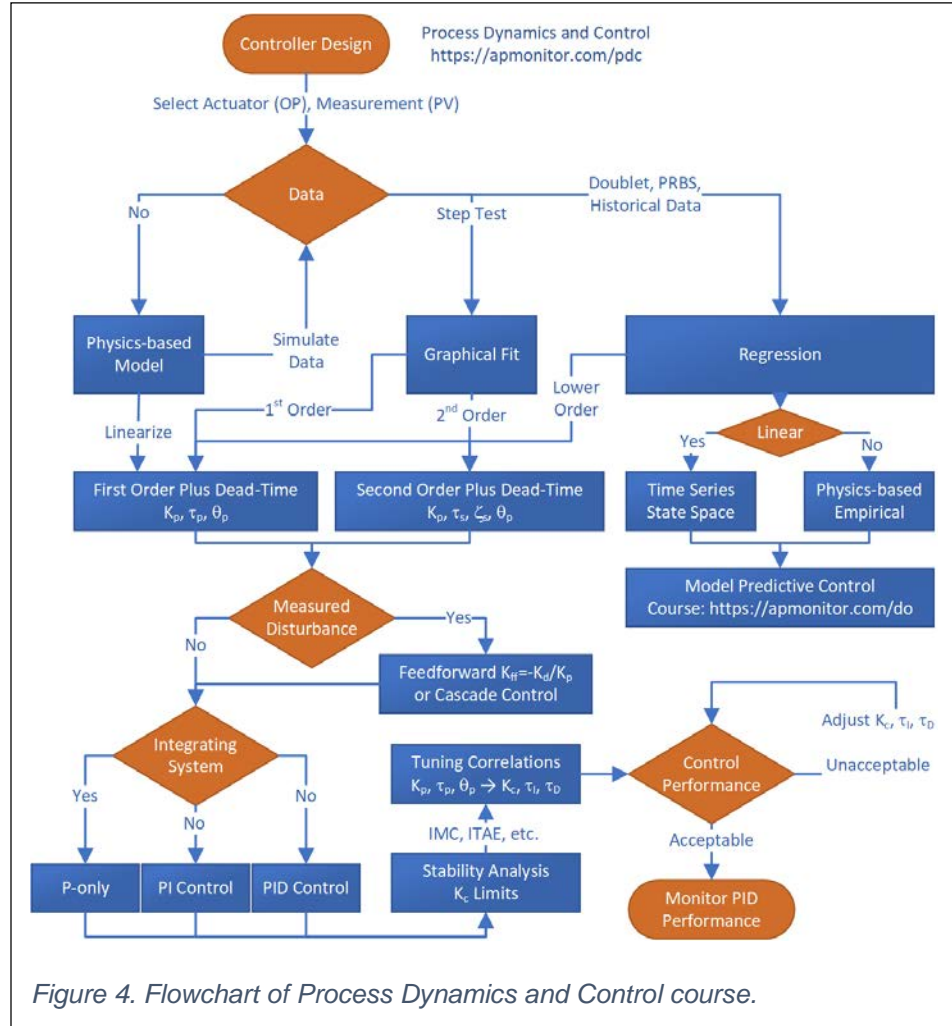 Controller Design
Process Dynamics and Control
https://apmonitor.com/pdc
Select Actuator (OP), Measurement (PV)
Data
No
Step Test
Doublet, PRBS,
Historical Data
Physics-based
Model
Simulate
Data
Graphical Fit
Regression
Linearize
1st Order
2nd Order
Lower
Order
Linear
Yes
No
First Order Plus Dead-Time
Kp, τp, θp
Second Order Plus Dead-Time
Kp, τs, ζs, θp
Time Series
State Space
Physics-based
Empirical
Model Predictive Control
Course: https://apmonitor.com/do
Measured
Disturbance
No
Yes
Feedforward Kff=-Kd/Kp
or Cascade Control
Integrating
System
Yes
No
No
P-only
PI Control
PID Control
Tuning Correlations
Kp, τp, θp → Kc, τI, τD
IMC, ITAE, etc.
Stability Analysis
Kc Limits
Control
Performance
Adjust Kc, τI, τD
Unacceptable
Acceptable
Monitor PID
Performance
Figure 4. Flowchart of Process Dynamics and Control course.